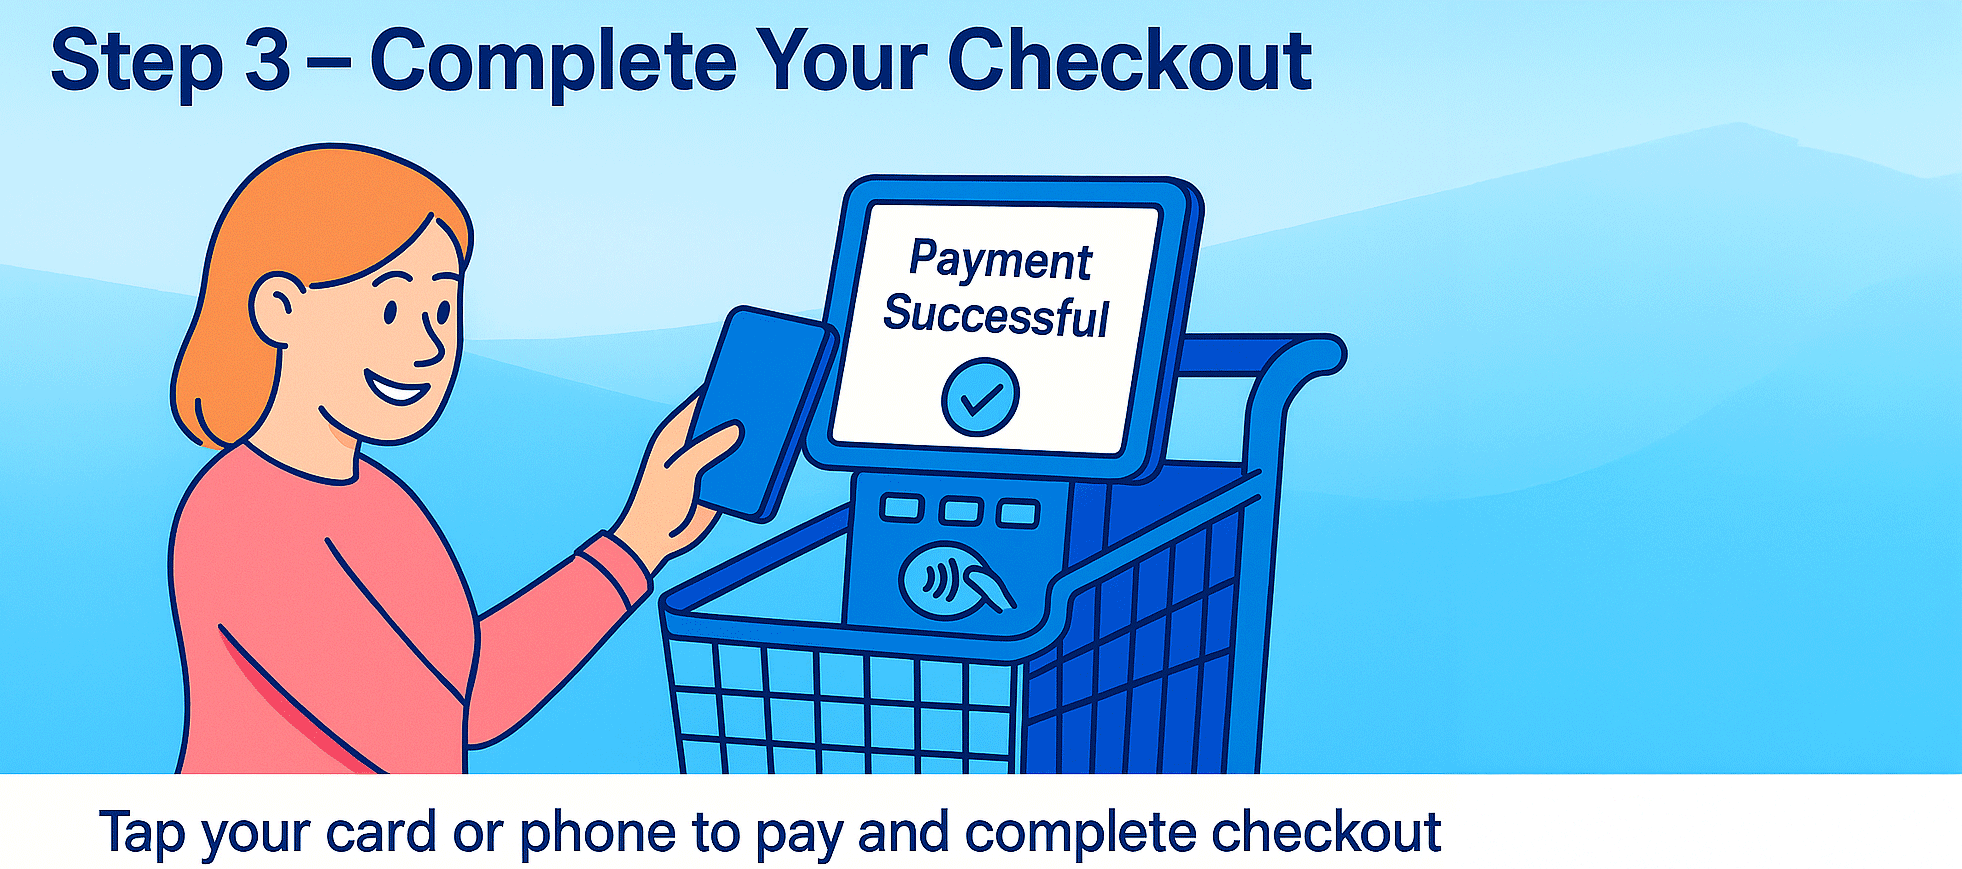 Step 3 – Complete Your Checkout
Payment
Successful
Tap your card or phone to pay and complete checkout